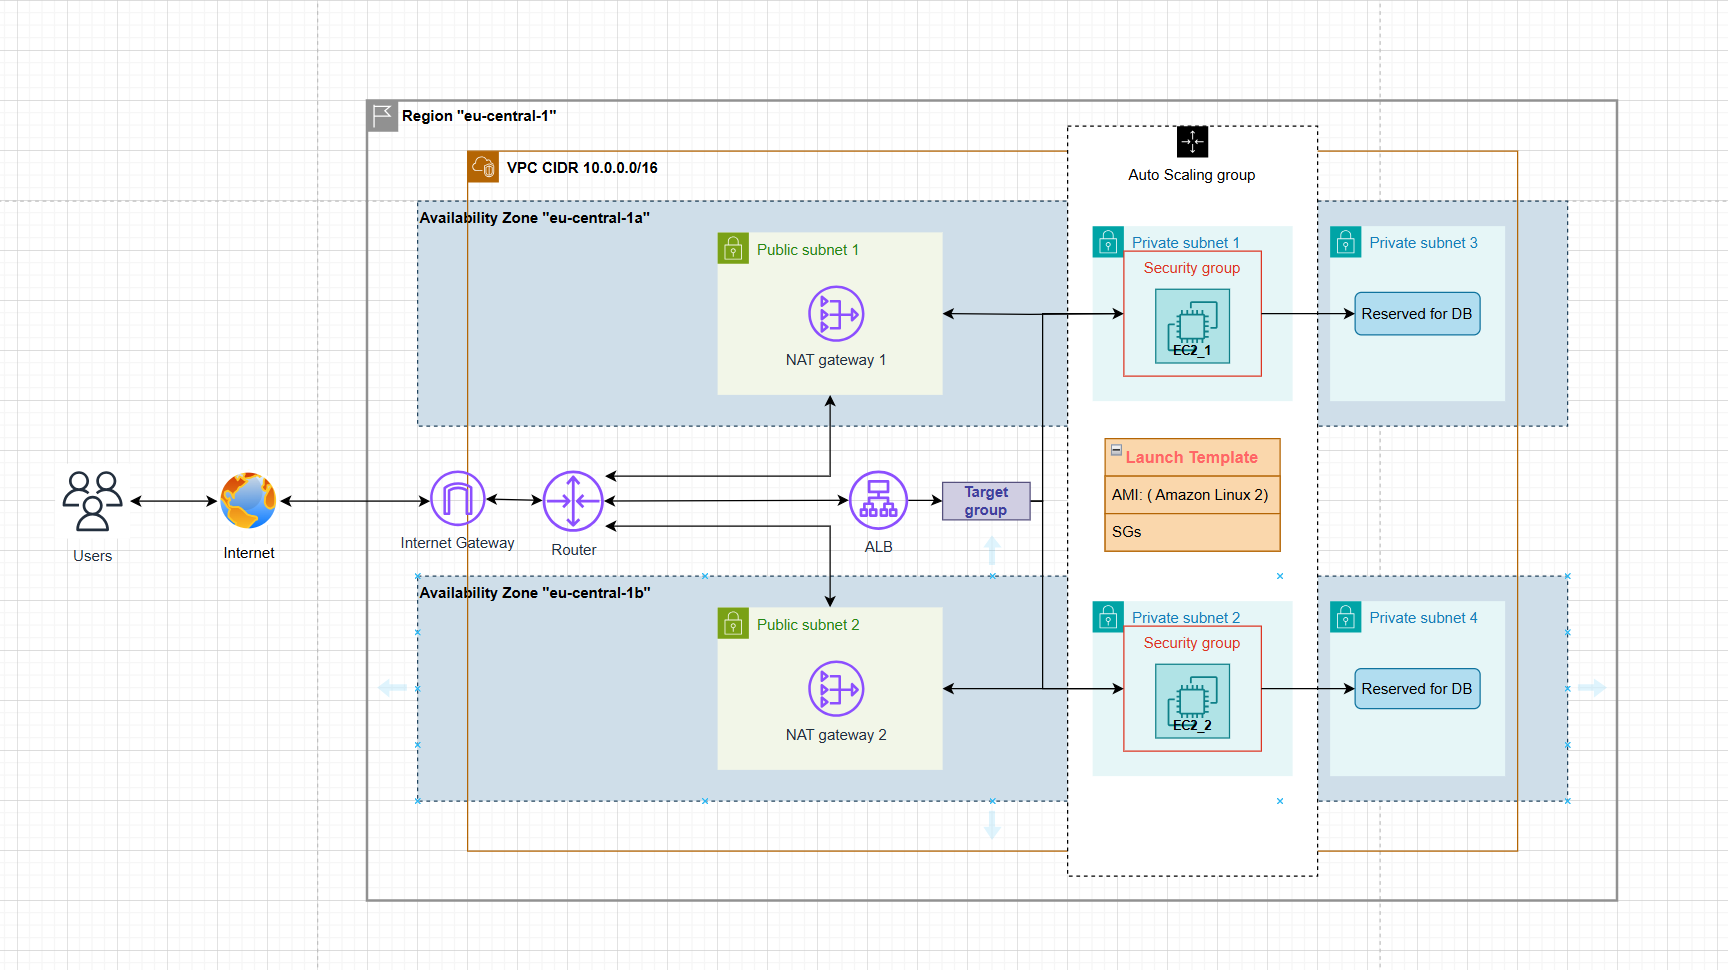 Region "eu-central-1"
VPC CIDR 10.0.0.0/16
Auto Scaling group
Availability Zone "eu-central-1a"
Public subnet 1
NAT gateway 1
Private subnet 1
Security group
EC2_1
Private subnet 3
Reserved for DB
Users
Internet
Internet Gateway
Router
ALB
Target
group
Launch Template
AMI: ( Amazon Linux 2)
SGs
Availability Zone "eu-central-1b"
Public subnet 2
NAT gateway 2
Private subnet 2
Security group
EC2_2
Private subnet 4
Reserved for DB